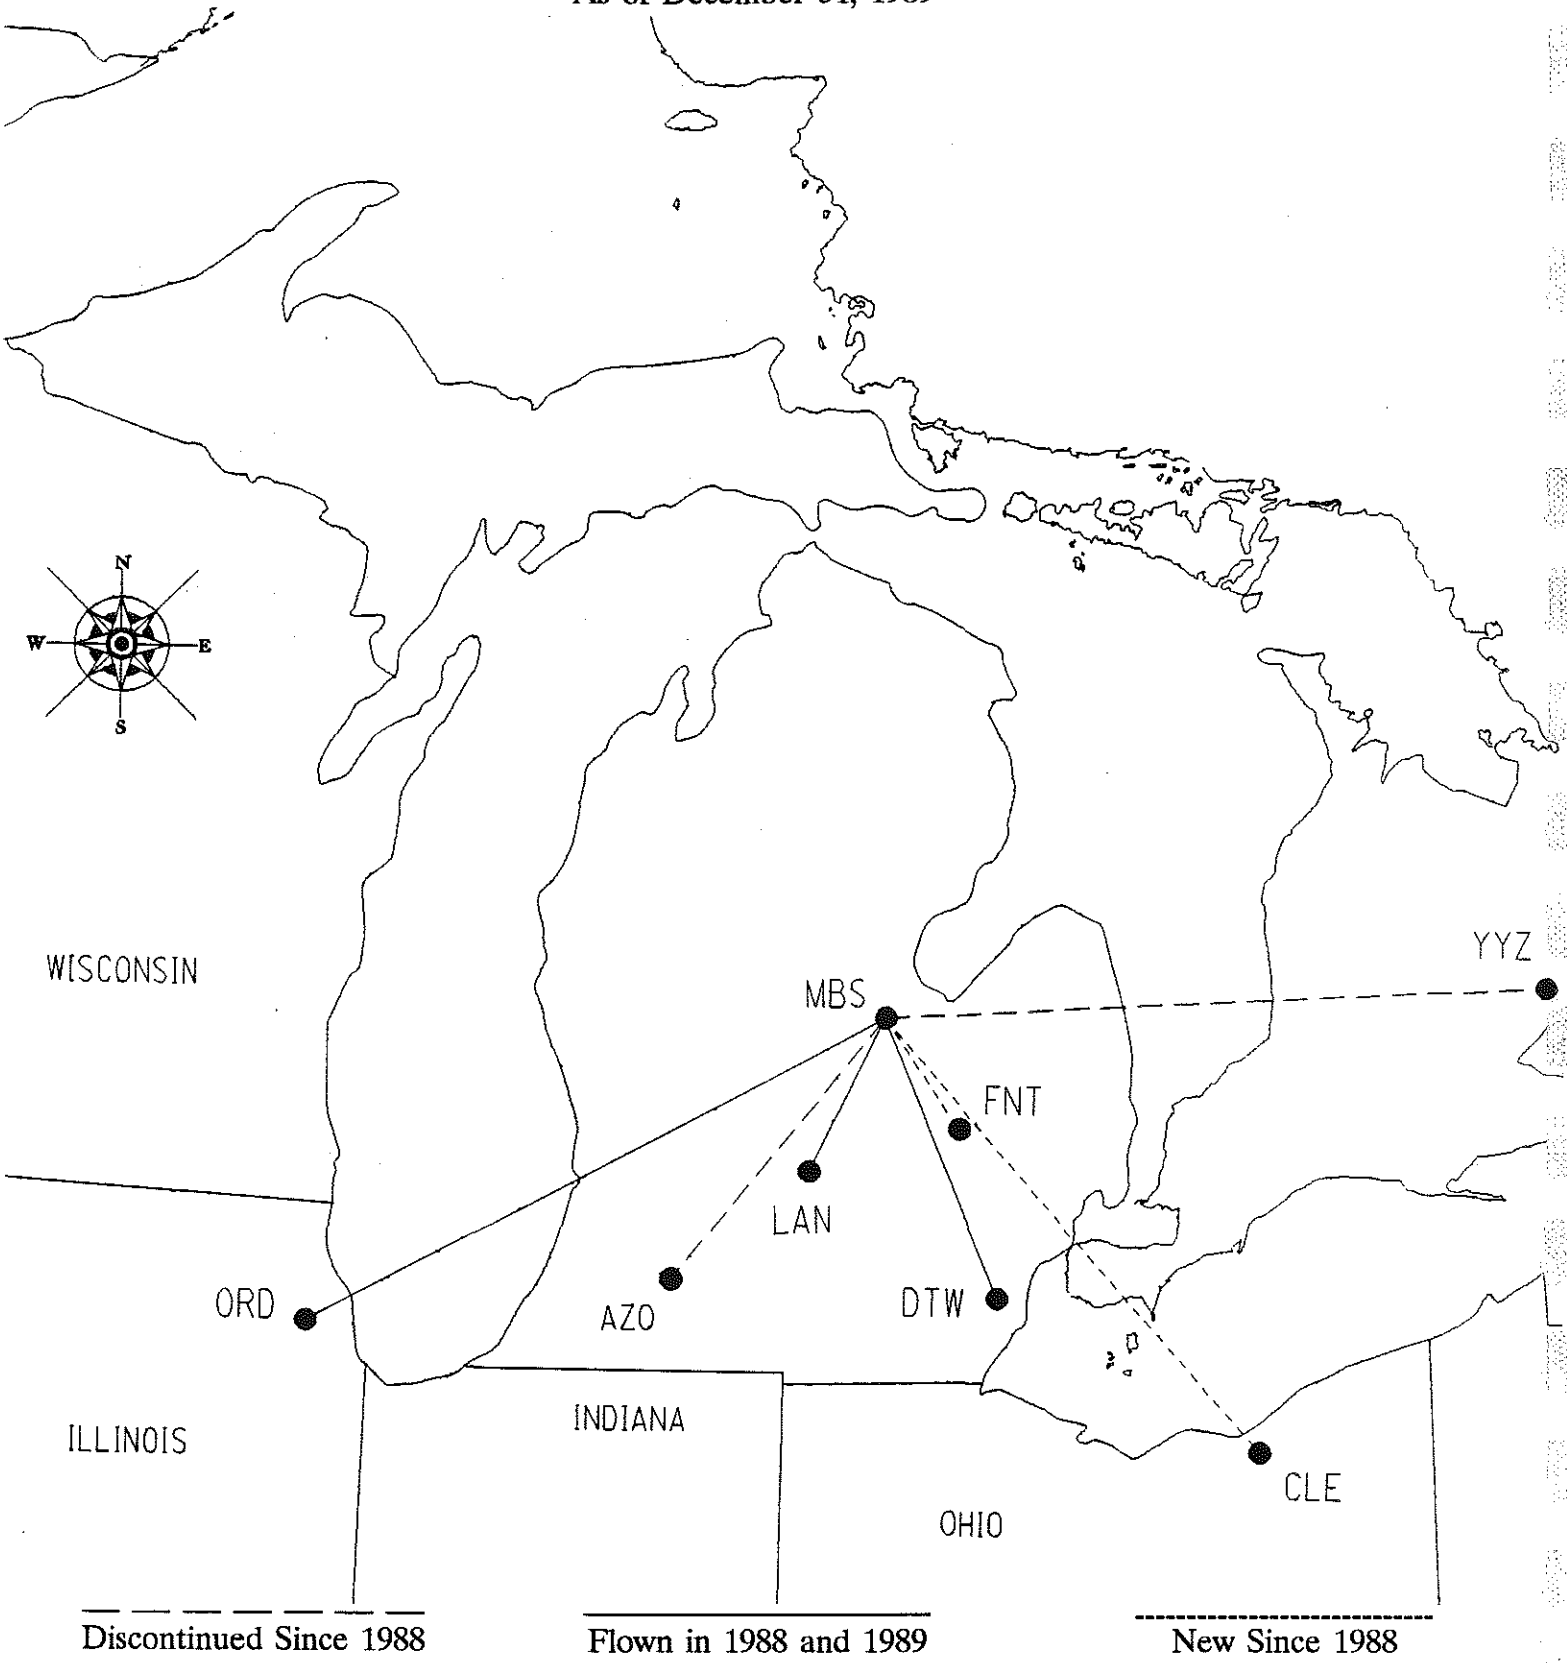 N
W E
S
WISCONSIN
YYZ
MBS
FNT
LAN
ORD
AZO
DTW
INDIANA
ILLINOIS
CLE
OHIO
Discontinued Since 1988
Flown in 1988 and 1989
New Since 1988